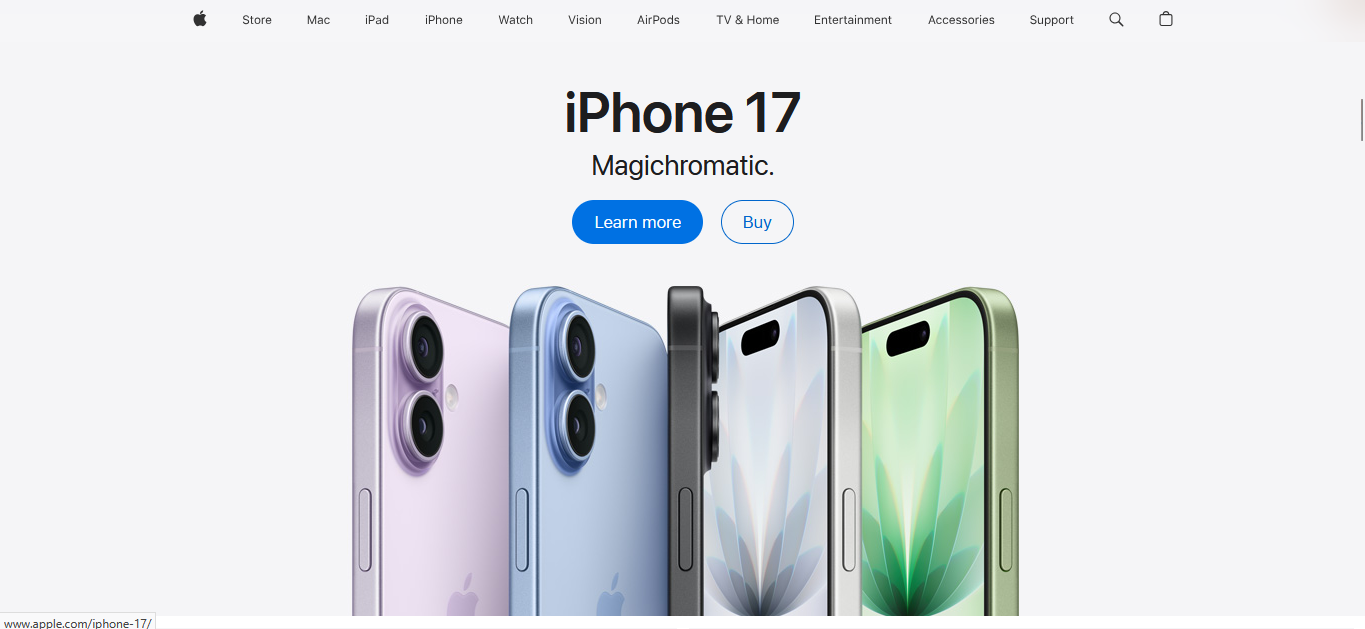 Store Mac iPad iPhone Watch Vision AirPods TV & Home Entertainment Accessories Support
iPhone 17
Magichromatic.
Learn more Buy
www.apple.com/iphone-17/